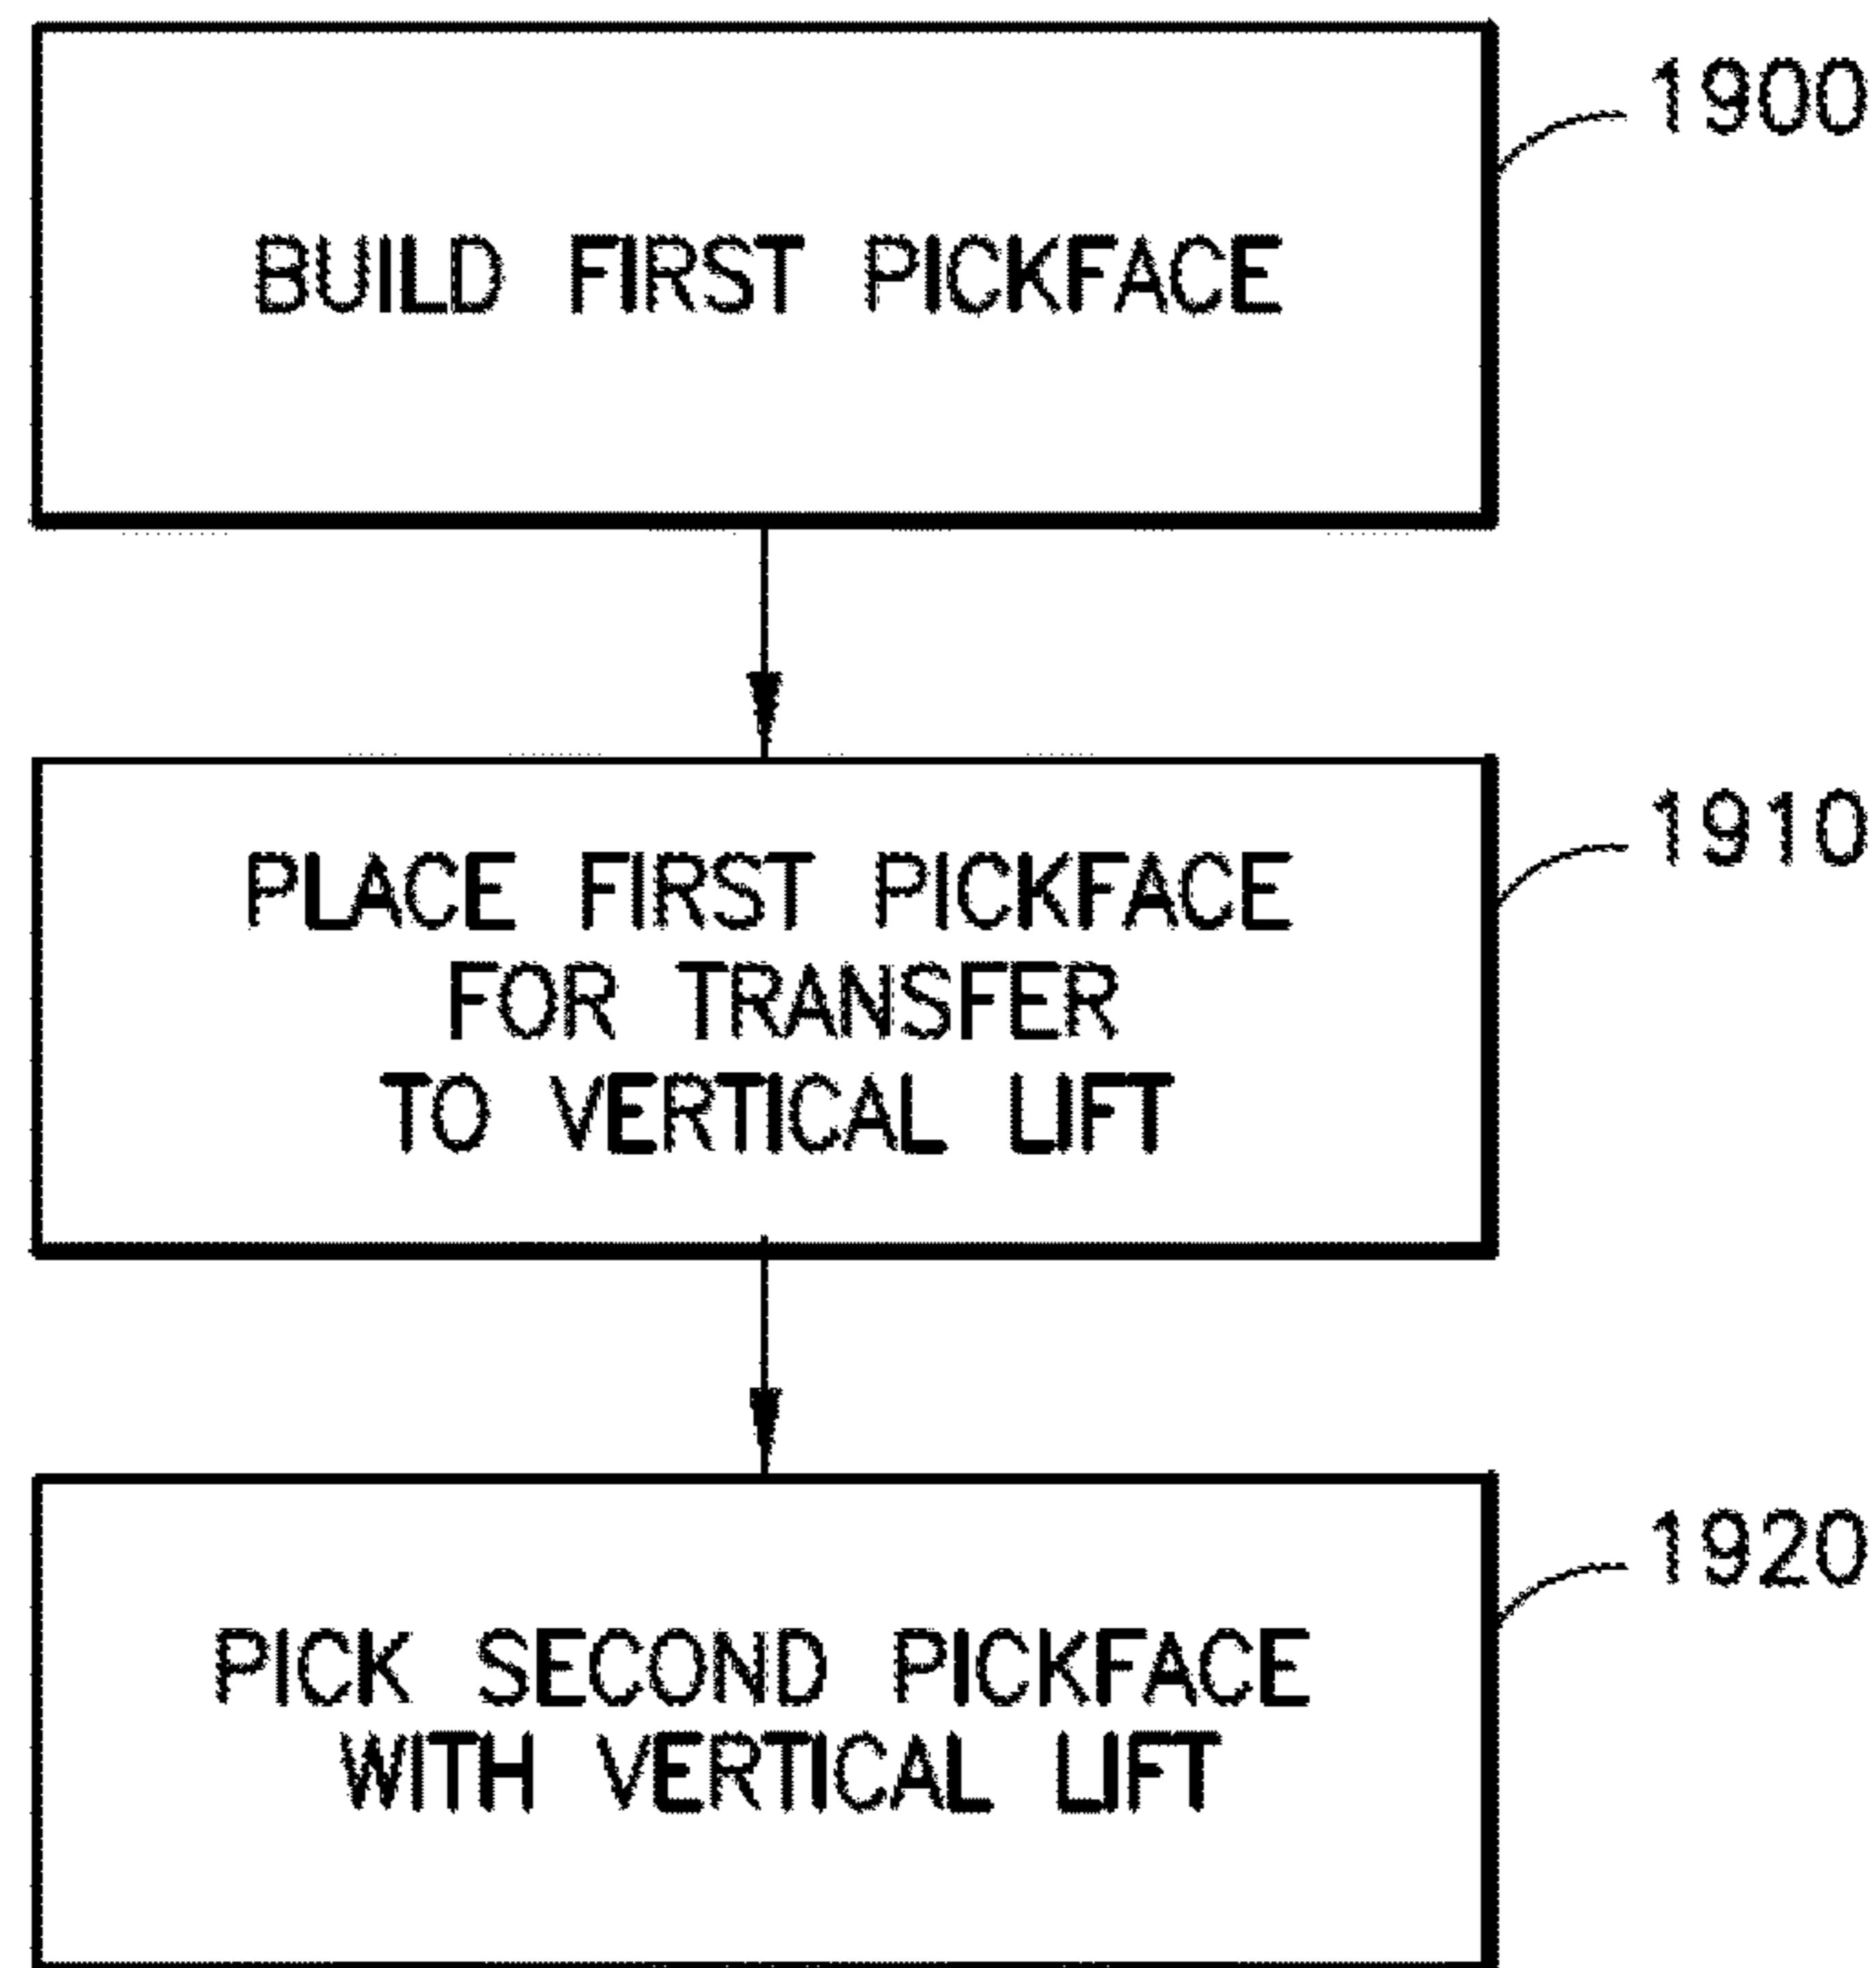 1900
BUILD FIRST PICKFACE
1910
PLACE FIRST PICKFACE
FOR TRANSFER
TO VERTICAL LIFT
1920
PICK SECOND PICKFACE
WITH VERTICAL LIFT